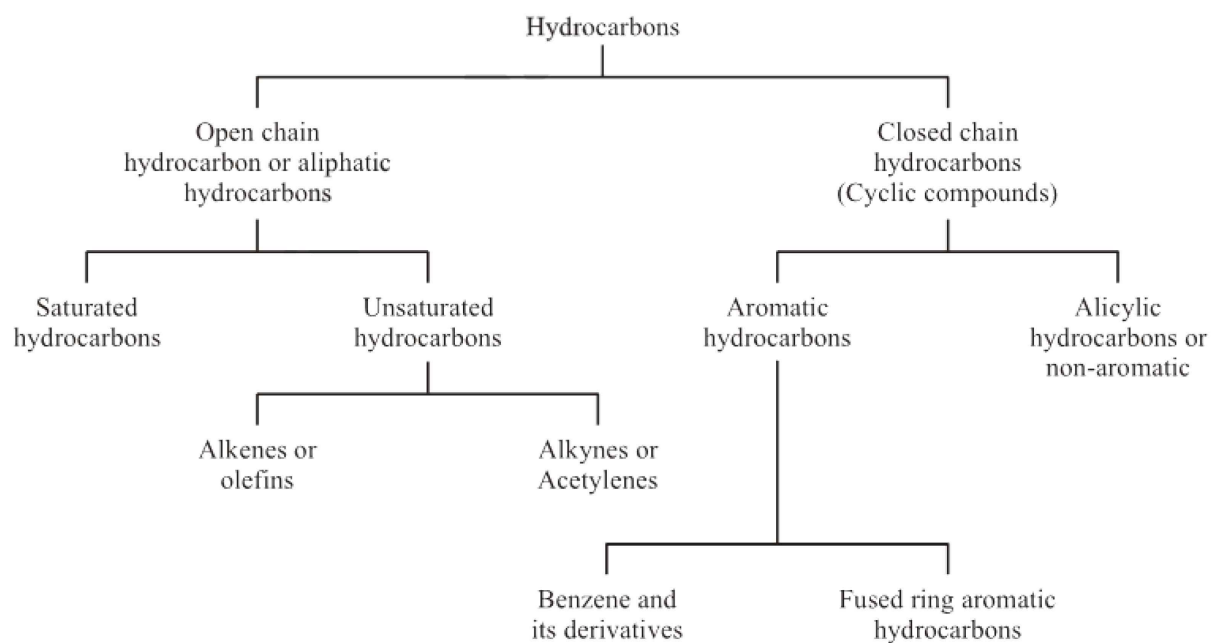 Hydrocarbons
Open chain
hydrocarbon or aliphatic
hydrocarbons
Closed chain
hydrocarbons
(Cyclic compounds)
Saturated
hydrocarbons
Unsaturated
hydrocarbons
Aromatic
hydrocarbons
Alicylic
hydrocarbons or
non-aromatic
Alkenes or
olefins
Alkynes or
Acetylenes
Benzene and
its derivatives
Fused ring aromatic
hydrocarbons